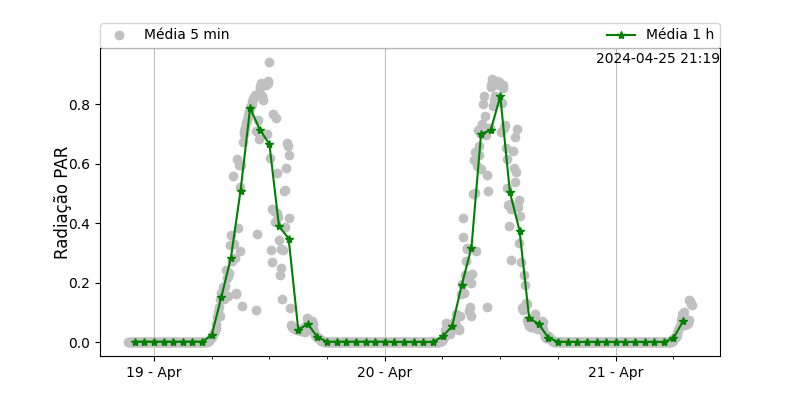 Média 5 min
Média 1 h
2024-04-25 21:19
Radiação PAR
0.8
0.6
0.4
0.2
0.0
19 - Apr
20 - Apr
21 - Apr